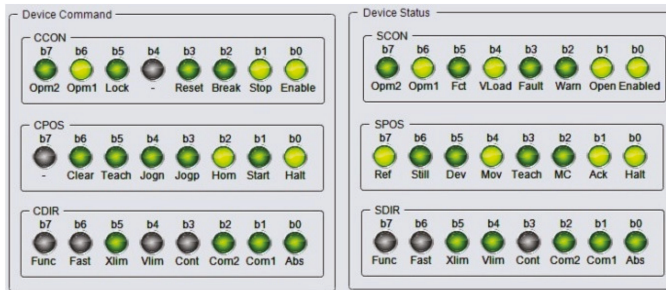 Device Command
CCON
b7 b6 b5 b4 b3 b2 b1 b0
Opm2 Opm1 Lock - Reset Break Stop Enable
CPOS
b7 b6 b5 b4 b3 b2 b1 b0
- Clear Teach Jogn Jogp Hom Start Halt
CDIR
b7 b6 b5 b4 b3 b2 b1 b0
Func Fast Xlim Vlim Cont Com2 Com1 Abs
Device Status
SCON
b7 b6 b5 b4 b3 b2 b1 b0
Opm2 Opm1 Fct VLoad Fault Warn Open Enabled
SPOS
b7 b6 b5 b4 b3 b2 b1 b0
Ref Still Dev Mov Teach MC Ack Halt
SDIR
b7 b6 b5 b4 b3 b2 b1 b0
Func Fast Xlim Vlim Cont Com2 Com1 Abs